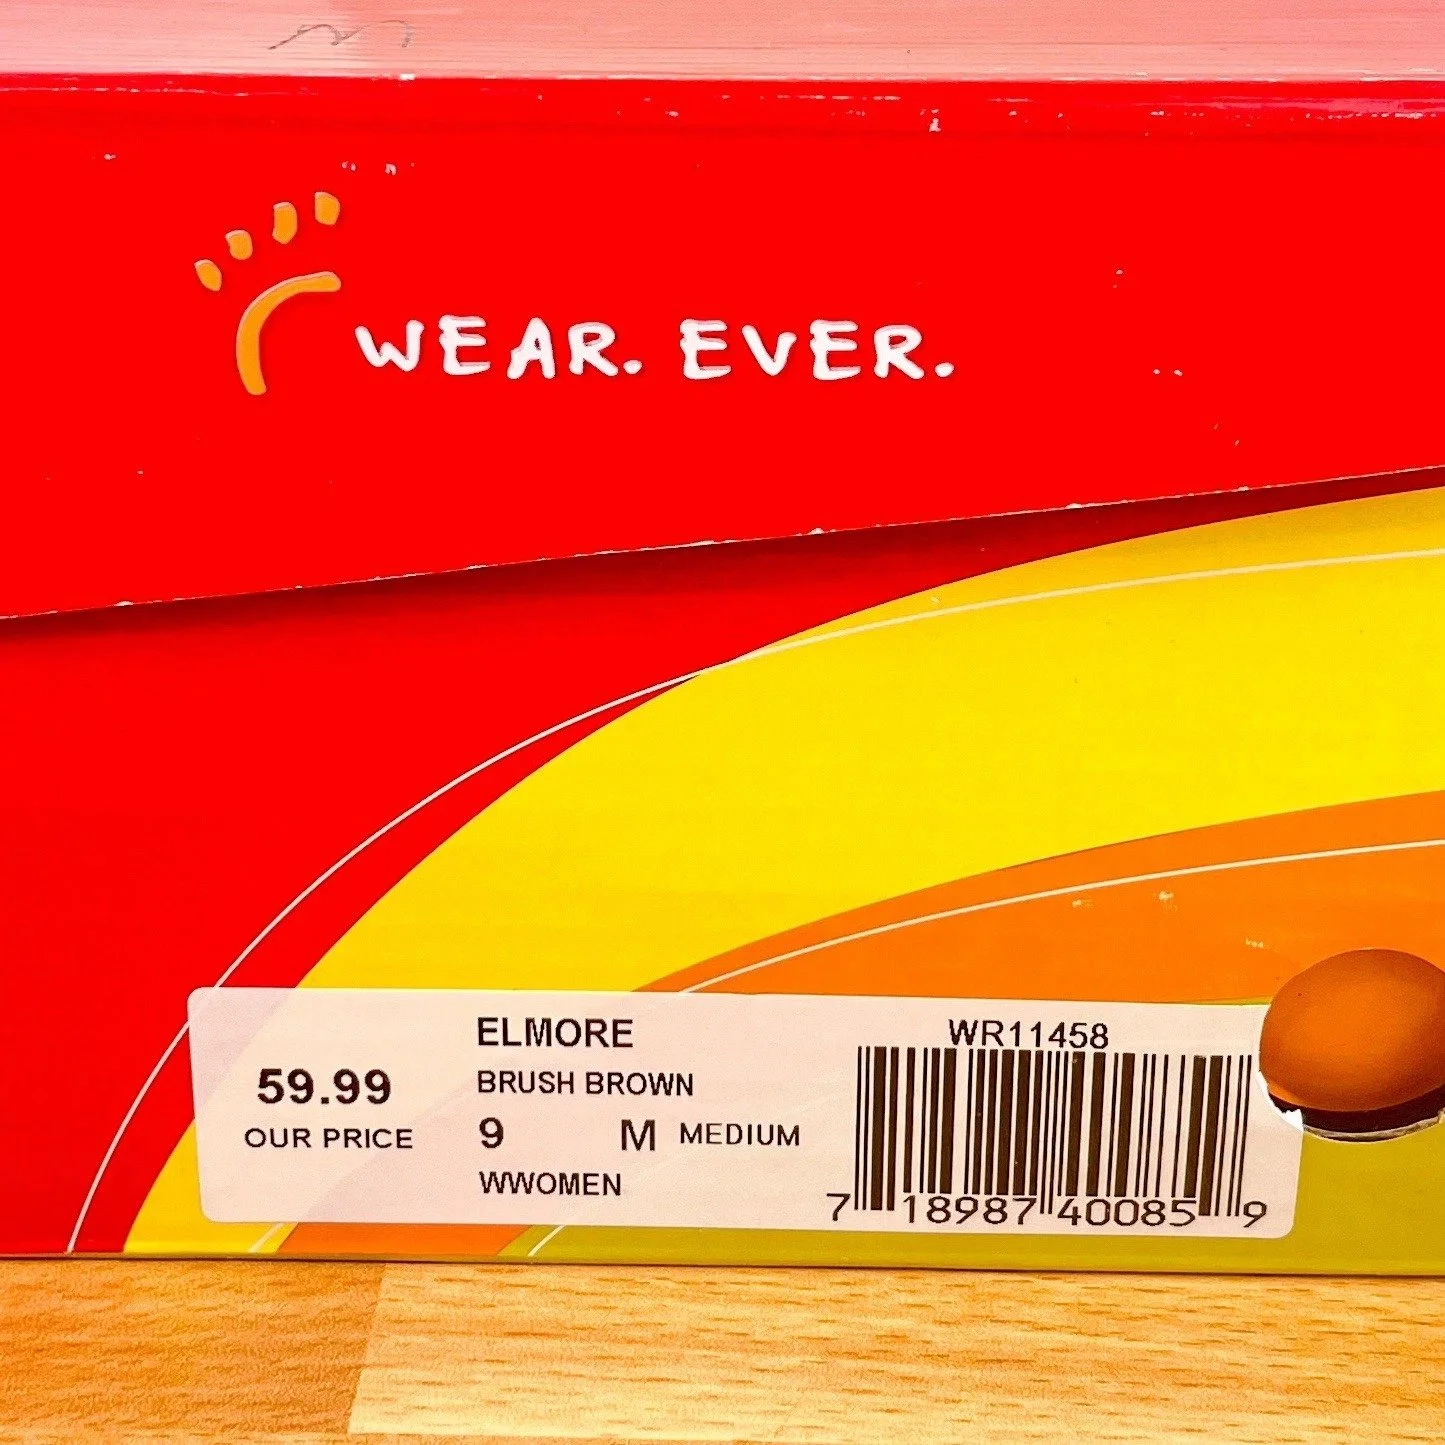 WEAR. EVER.
ELMORE
WR11458
59.99
BRUSH BROWN
OUR PRICE
9 M MEDIUM
WWOMEN
7 18987 40085 9